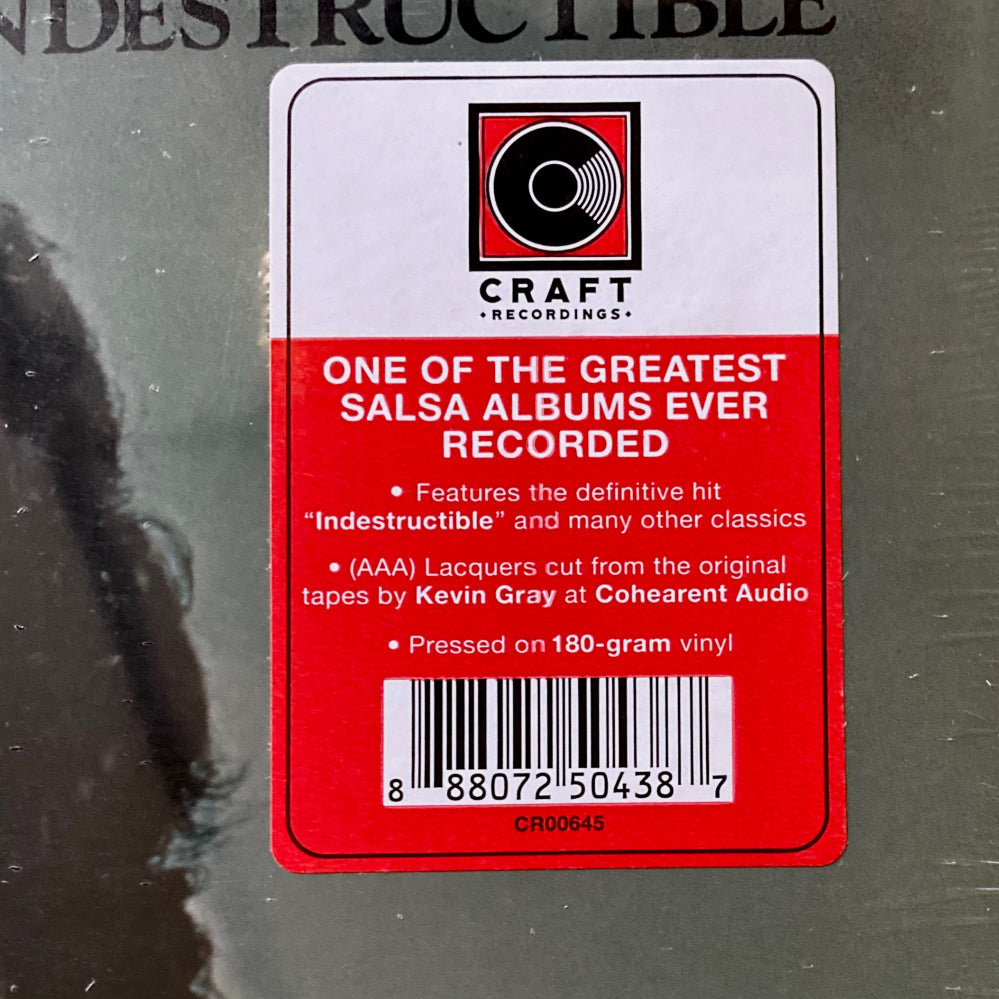 NDESTRUCTIBLE
CRAFT
• RECORDINGS •
ONE OF THE GREATEST
SALSA ALBUMS EVER
RECORDED
• Features the definitive hit
“Indestructible” and many other classics
• (AAA) Lacquers cut from the original
tapes by Kevin Gray at Cohearent Audio
• Pressed on 180-gram vinyl
8 88072 50438 7
CR00645